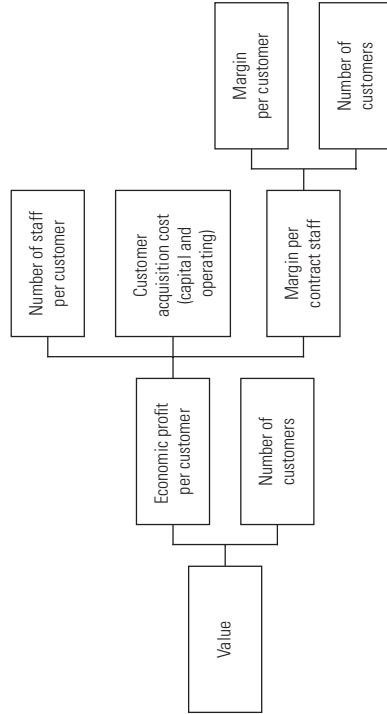 Value
Economic profit
per customer
Number of
customers
Number of staff
per customer
Customer
acquisition cost
(capital and
operating)
Margin per
contract staff
Margin
per customer
Number of
customers